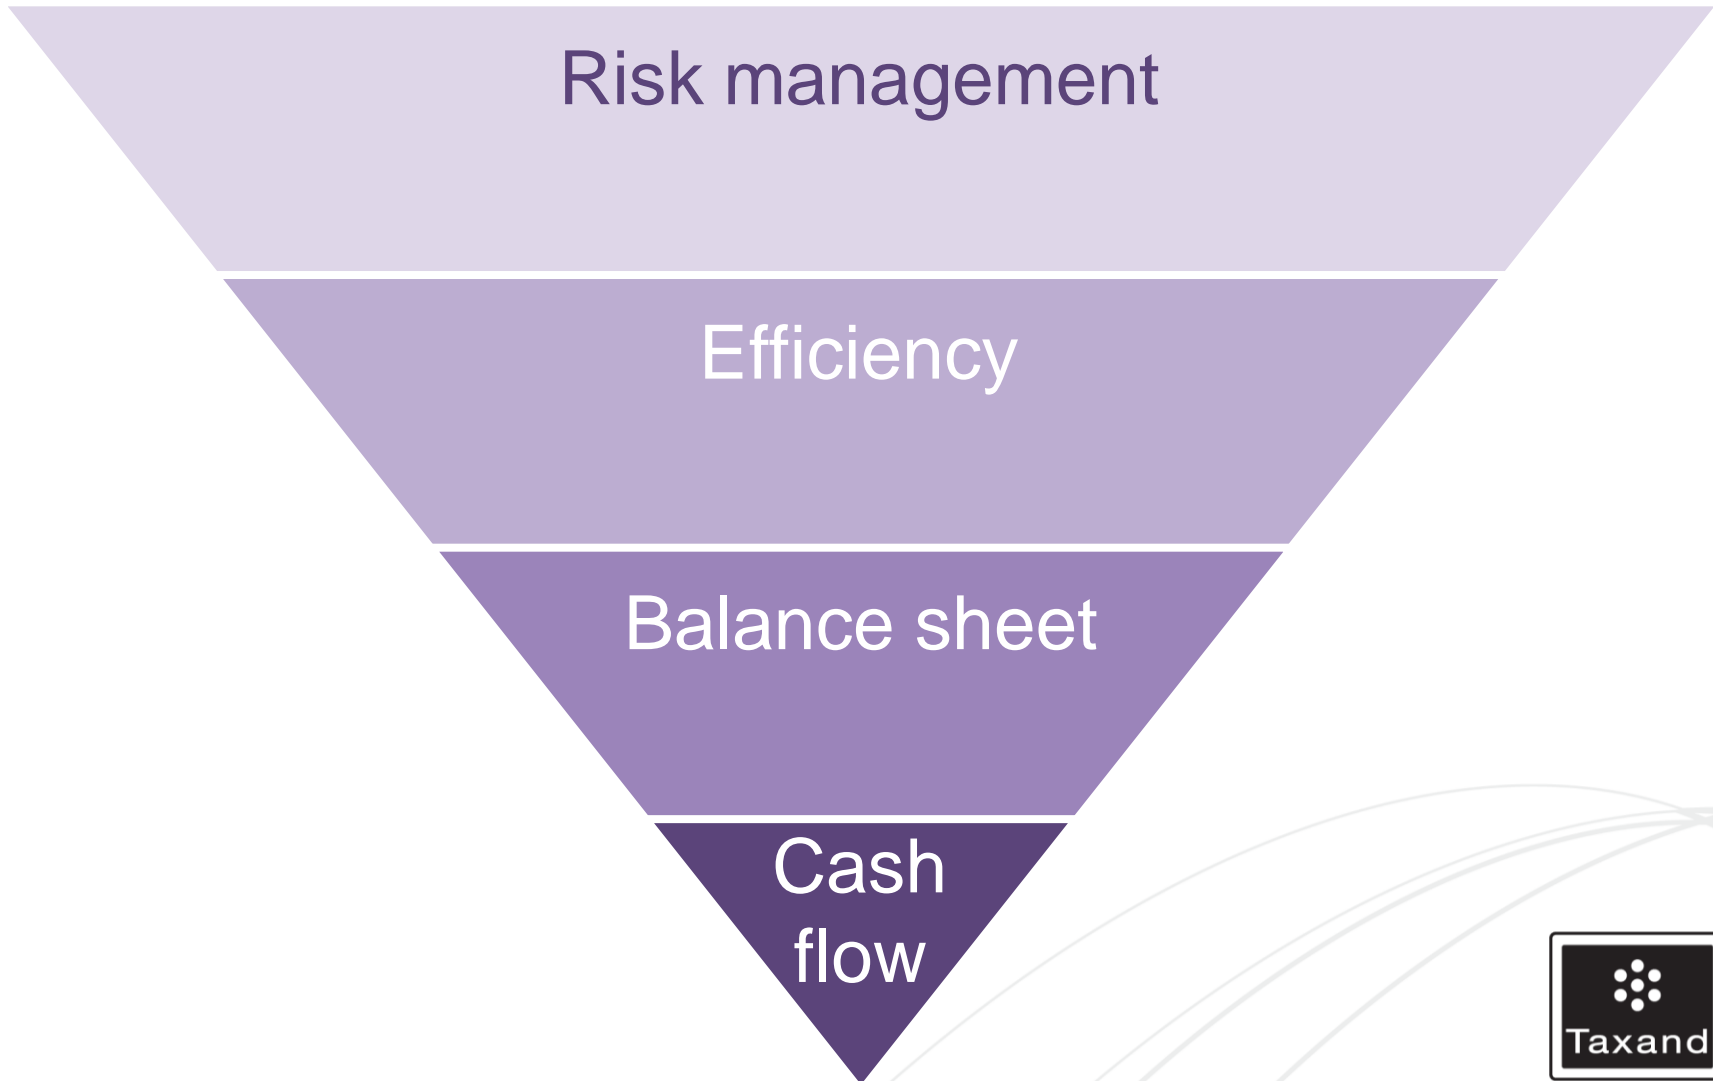 Risk management
Efficiency
Balance sheet
Cash
flow
Taxand